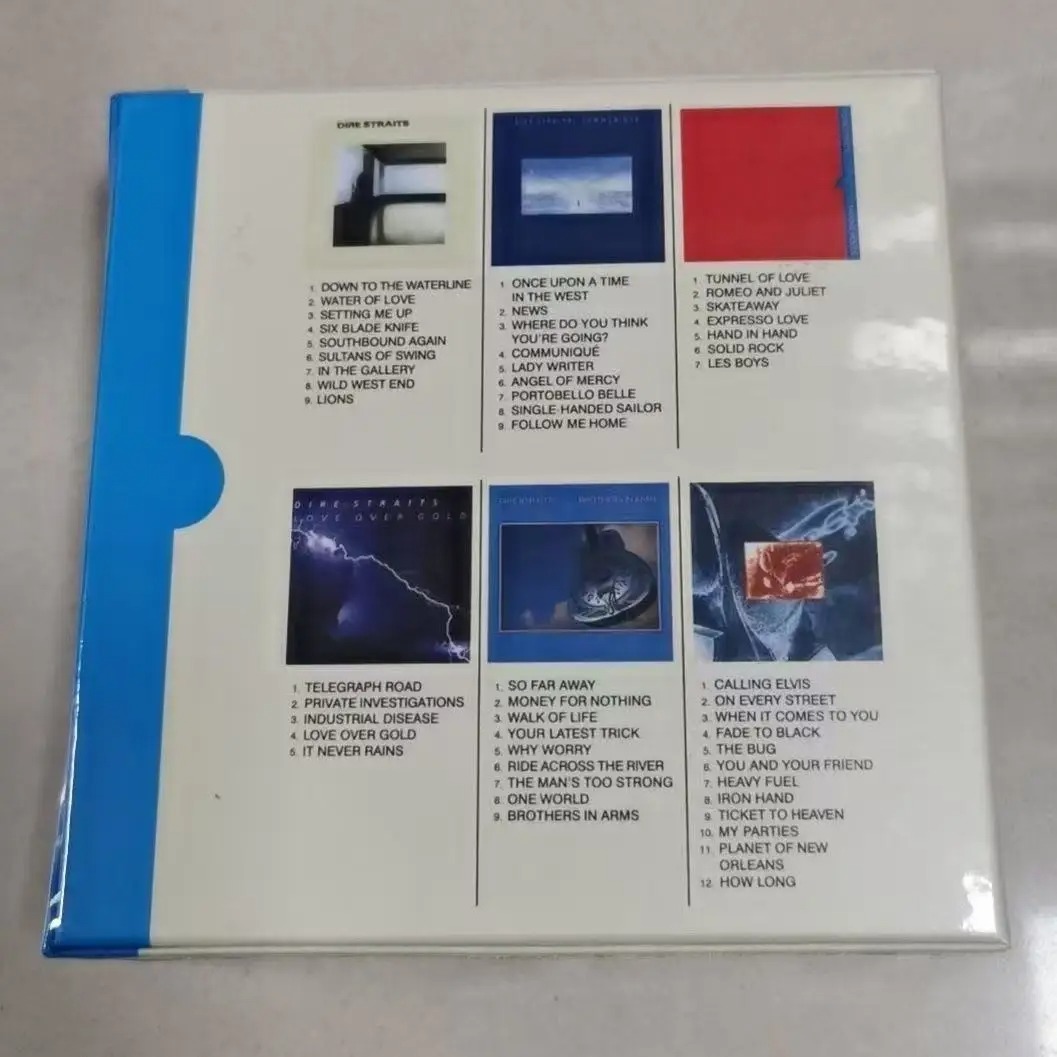 DIRE STRAITS
1. DOWN TO THE WATERLINE
2. WATER OF LOVE
3. SETTING ME UP
4. SIX BLADE KNIFE
5. SOUTHBOUND AGAIN
6. SULTANS OF SWING
7. IN THE GALLERY
8. WILD WEST END
9. LIONS
1. ONCE UPON A TIME
IN THE WEST
2. NEWS
3. WHERE DO YOU THINK
YOU'RE GOING?
4. COMMUNIQUÉ
5. LADY WRITER
6. ANGEL OF MERCY
7. PORTOBELLO BELLE
8. SINGLE-HANDED SAILOR
9. FOLLOW ME HOME
1. TUNNEL OF LOVE
2. ROMEO AND JULIET
3. SKATEAWAY
4. EXPRESSO LOVE
5. HAND IN HAND
6. SOLID ROCK
7. LES BOYS
DIRE STRAITS
LOVE OVER GOLD
1. TELEGRAPH ROAD
2. PRIVATE INVESTIGATIONS
3. INDUSTRIAL DISEASE
4. LOVE OVER GOLD
5. IT NEVER RAINS
DIRE STRAITS BROTHERS IN ARMS
1. SO FAR AWAY
2. MONEY FOR NOTHING
3. WALK OF LIFE
4. YOUR LATEST TRICK
5. WHY WORRY
6. RIDE ACROSS THE RIVER
7. THE MAN'S TOO STRONG
8. ONE WORLD
9. BROTHERS IN ARMS
1. CALLING ELVIS
2. ON EVERY STREET
3. WHEN IT COMES TO YOU
4. FADE TO BLACK
5. THE BUG
6. YOU AND YOUR FRIEND
7. HEAVY FUEL
8. IRON HAND
9. TICKET TO HEAVEN
10. MY PARTIES
11. PLANET OF NEW
ORLEANS
12. HOW LONG